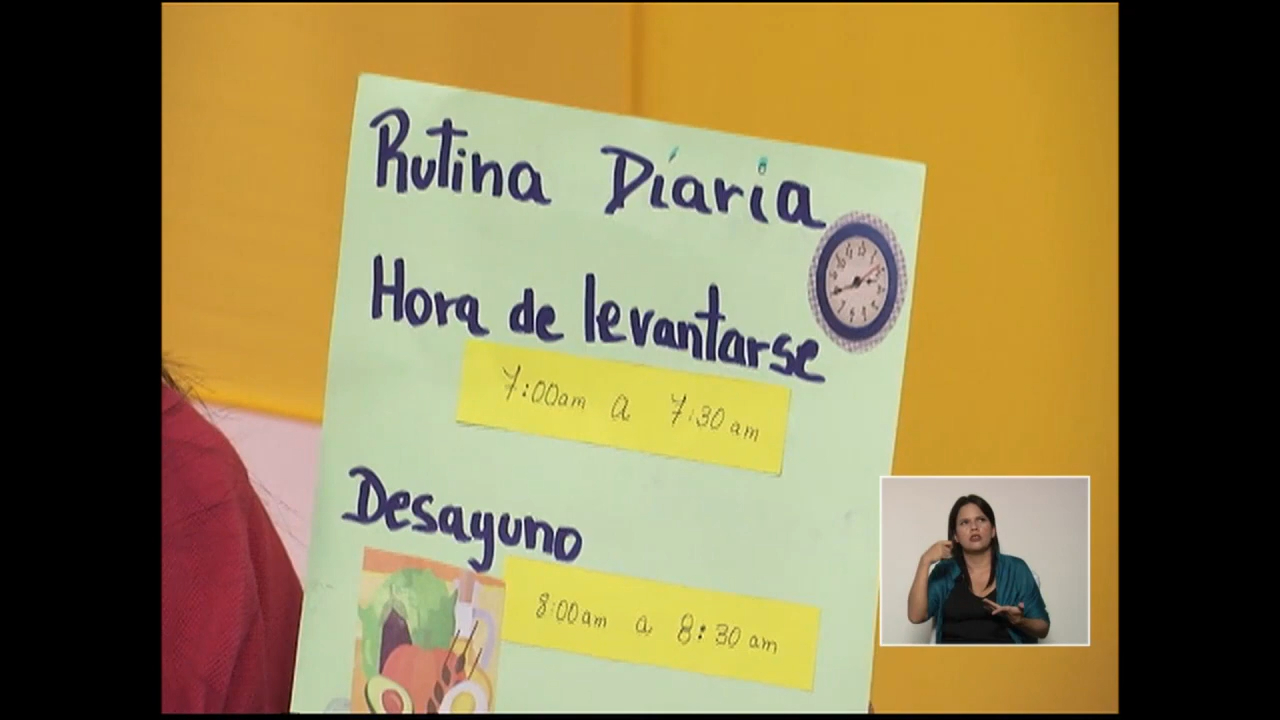 Rutina Diaria
Hora de levantarse
7:00am a 7:30 am
Desayuno
8:00am a 8:30 am